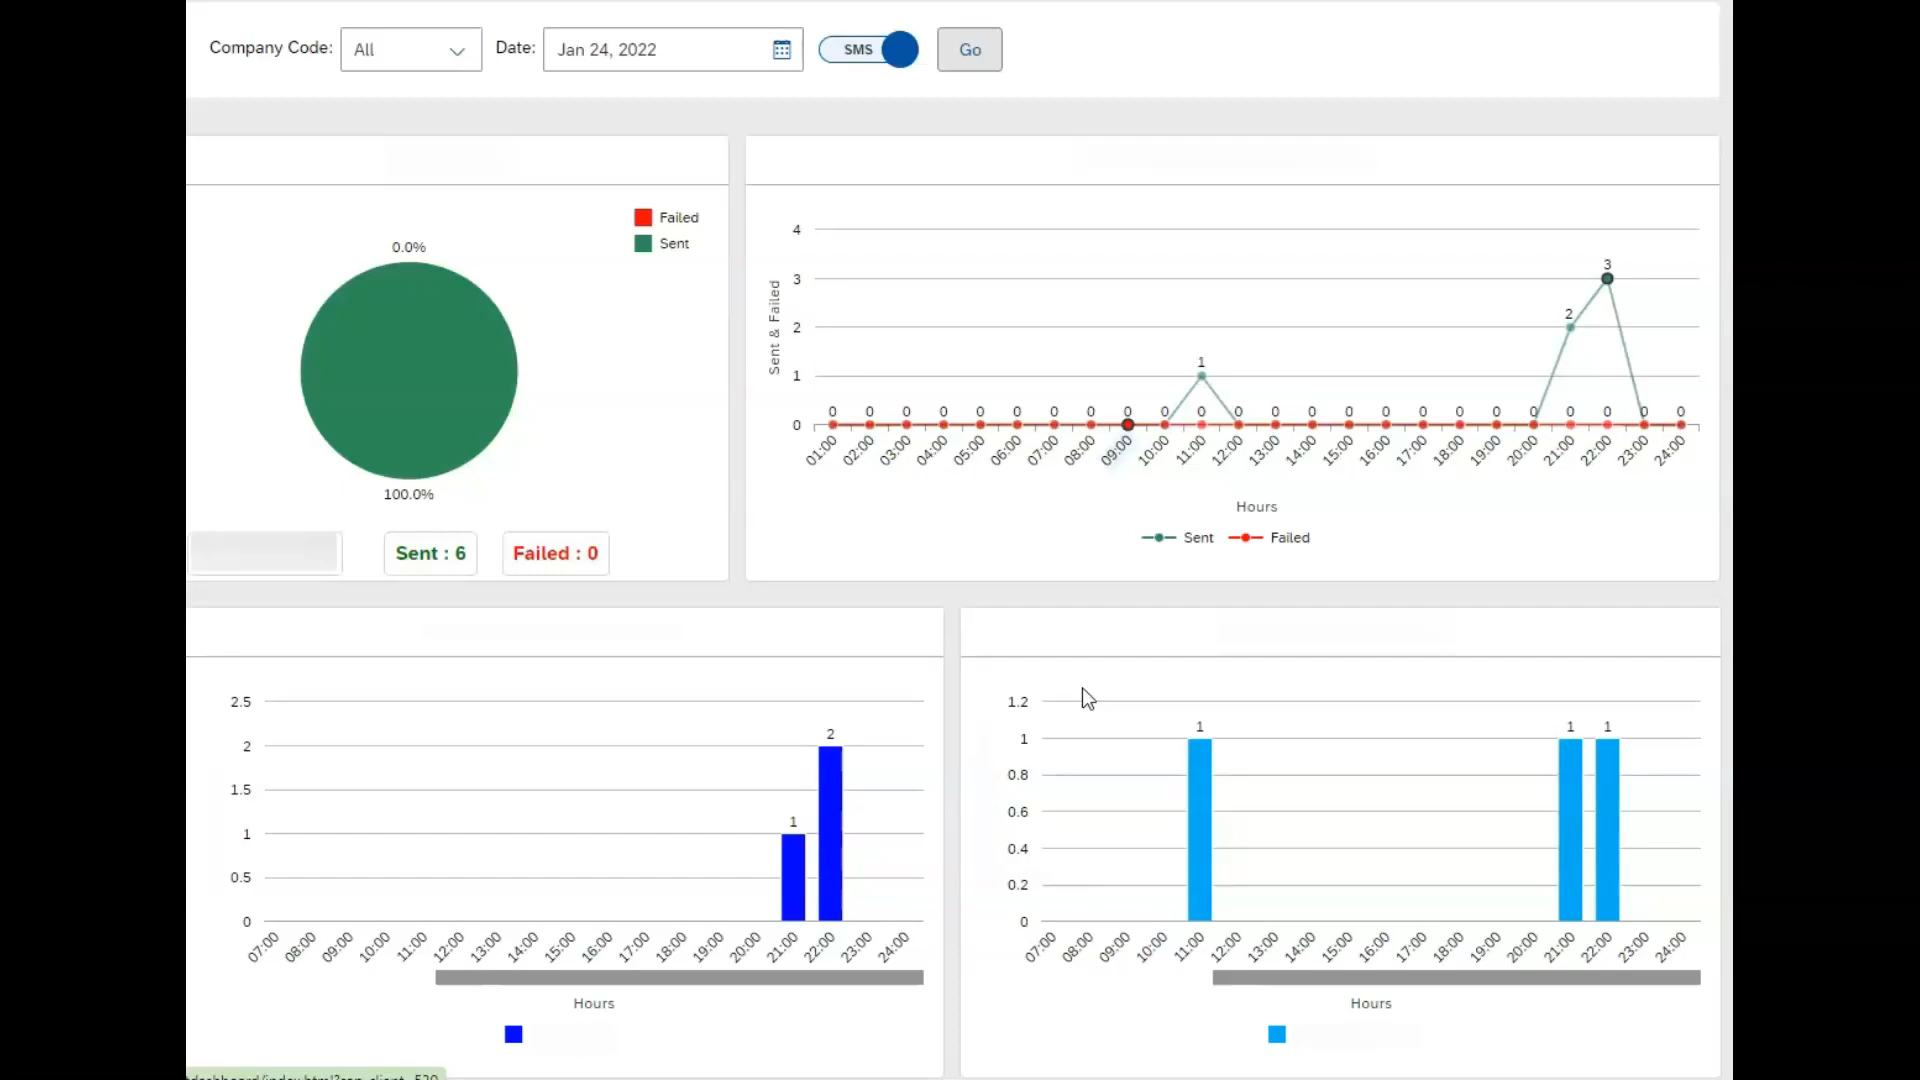 Company Code: All Date: Jan 24, 2022 SMS Go
Failed
Sent
0.0%
100.0%
Sent : 6 Failed : 0
Sent & Failed
4
3
2
1
0
3
2
1
0 0 0 0 0 0 0 0 0 0 0 0 0 0 0 0 0 0 0 0 0 0 0 0
01:00 02:00 03:00 04:00 05:00 06:00 07:00 08:00 09:00 10:00 11:00 12:00 13:00 14:00 15:00 16:00 17:00 18:00 19:00 20:00 21:00 22:00 23:00 24:00
Hours
Sent Failed
2.5
2
1.5
1
0.5
0
1 2
07:00 08:00 09:00 10:00 11:00 12:00 13:00 14:00 15:00 16:00 17:00 18:00 19:00 20:00 21:00 22:00 23:00 24:00
Hours
1.2
1
0.8
0.6
0.4
0.2
0
1 1 1
07:00 08:00 09:00 10:00 11:00 12:00 13:00 14:00 15:00 16:00 17:00 18:00 19:00 20:00 21:00 22:00 23:00 24:00
Hours